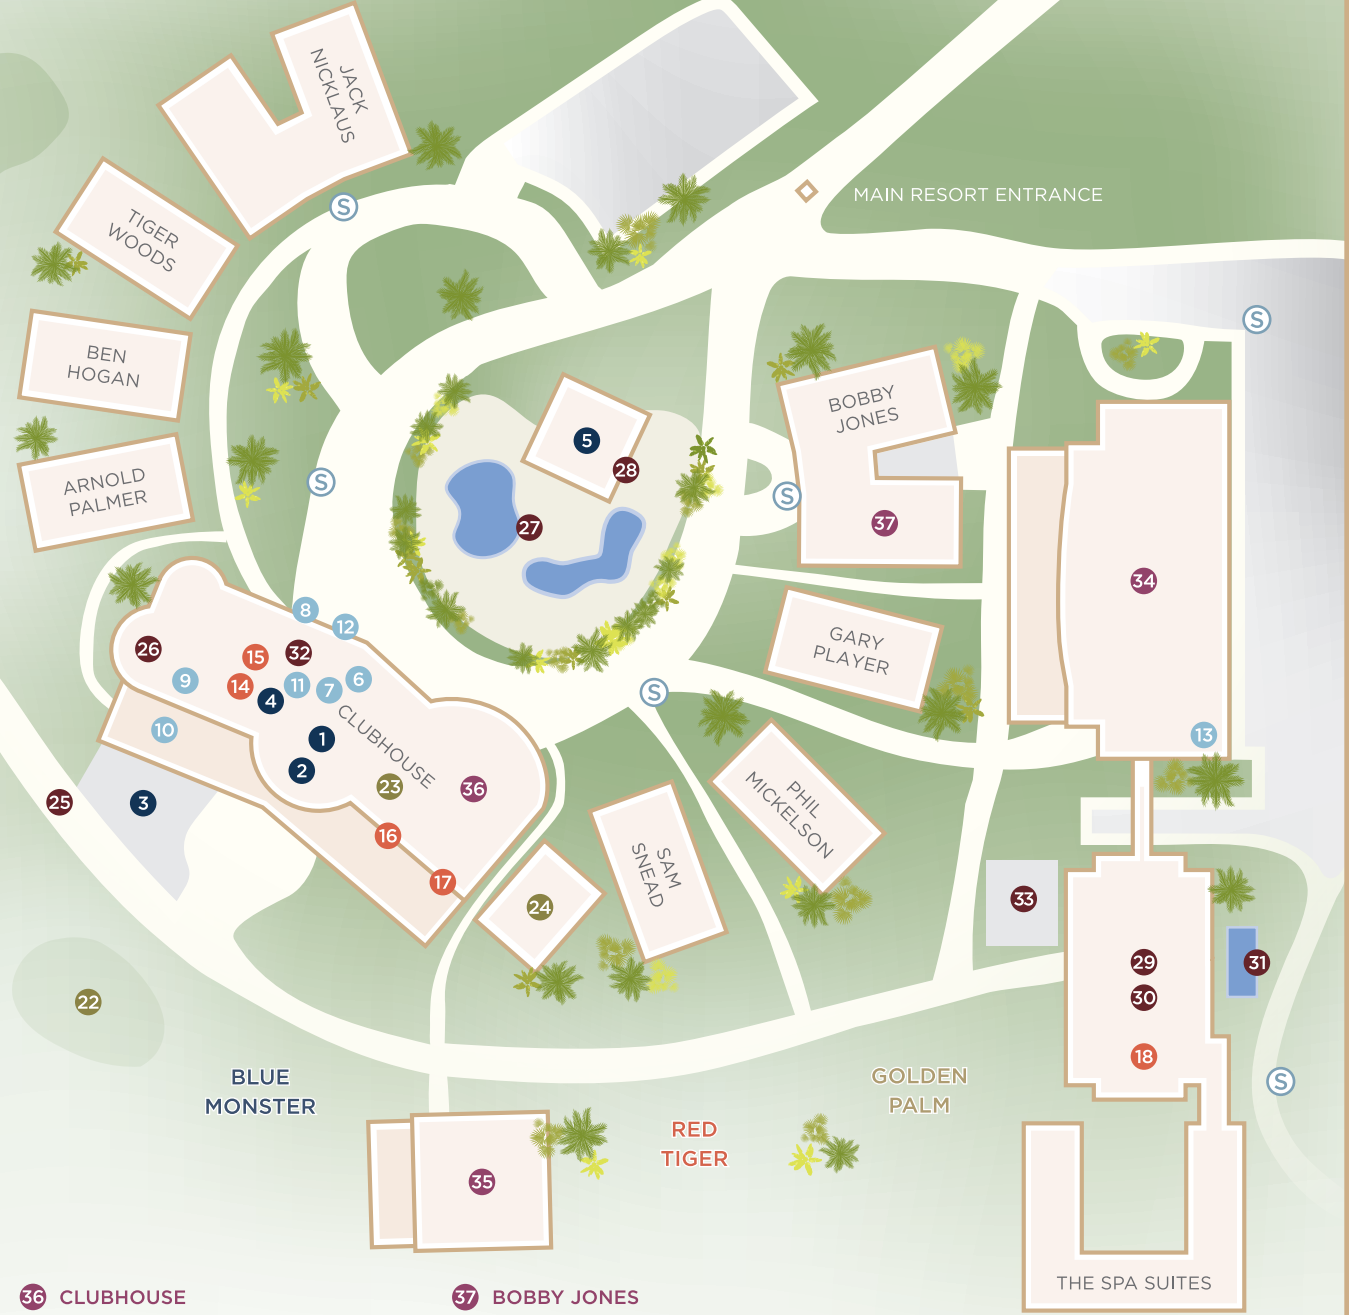 JACK
NICKLAUS
S
MAIN RESORT ENTRANCE
TIGER
WOODS
S
BEN
HOGAN
BOBBY
JONES
5
28
ARNOLD
PALMER
S
S
27
37
34
8
12
GARY
PLAYER
26
15
32
9
14
11
7
6
4
S
10
CLUBHOUSE
1
13
2
23
36
25
3
PHIL
MICKELSON
16
17
SAM
SNEAD
24
33
29
31
30
22
18
BLUE
MONSTER
GOLDEN
PALM
S
RED
TIGER
35
THE SPA SUITES
36 CLUBHOUSE
37 BOBBY JONES